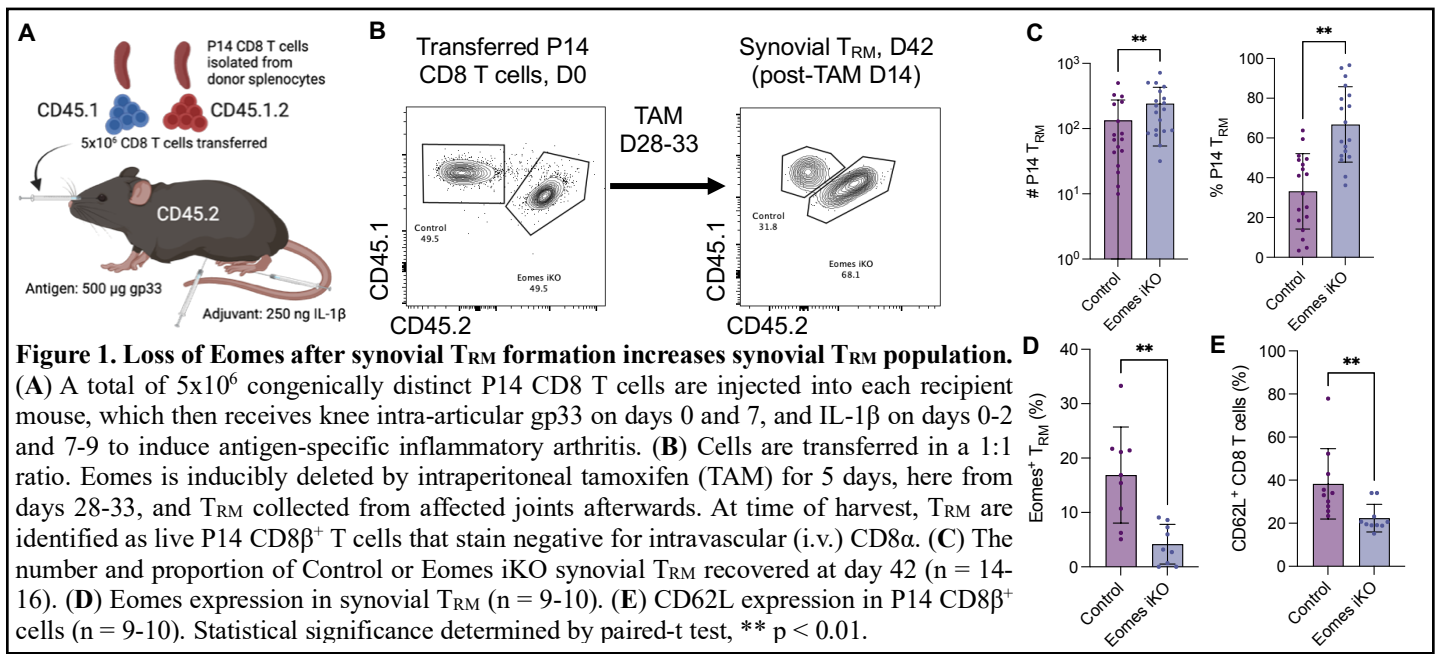 A
P14 CD8 T cells
isolated from
donor splenocytes
CD45.1
CD45.1.2
5x10⁶ CD8 T cells transferred
CD45.2
Antigen: 500 µg gp33
Adjuvant: 250 ng IL-1β
B
Transferred P14
CD8 T cells, D0
CD45.1
Control
49.5
Eomes iKO
49.5
CD45.2
TAM
D28-33
Synovial TRM, D42
(post-TAM D14)
CD45.1
Control
31.8
Eomes iKO
68.1
CD45.2
C
**
# P14 TRM
10³
10²
10¹
10⁰
Control
Eomes iKO
**
% P14 TRM
100
80
60
40
20
0
Control
Eomes iKO
Figure 1. Loss of Eomes after synovial TRM formation increases synovial TRM population.
(A) A total of 5x10⁶ congenically distinct P14 CD8 T cells are injected into each recipient
mouse, which then receives knee intra-articular gp33 on days 0 and 7, and IL-1β on days 0-2
and 7-9 to induce antigen-specific inflammatory arthritis. (B) Cells are transferred in a 1:1
ratio. Eomes is inducibly deleted by intraperitoneal tamoxifen (TAM) for 5 days, here from
days 28-33, and TRM collected from affected joints afterwards. At time of harvest, TRM are
identified as live P14 CD8β⁺ T cells that stain negative for intravascular (i.v.) CD8α. (C) The
number and proportion of Control or Eomes iKO synovial TRM recovered at day 42 (n = 14-
16). (D) Eomes expression in synovial TRM (n = 9-10). (E) CD62L expression in P14 CD8β⁺
cells (n = 9-10). Statistical significance determined by paired-t test, ** p < 0.01.
D
**
Eomes⁺ TRM (%)
40
30
20
10
0
Control
Eomes iKO
E
**
CD62L⁺ CD8 T cells (%)
100
80
60
40
20
0
Control
Eomes iKO